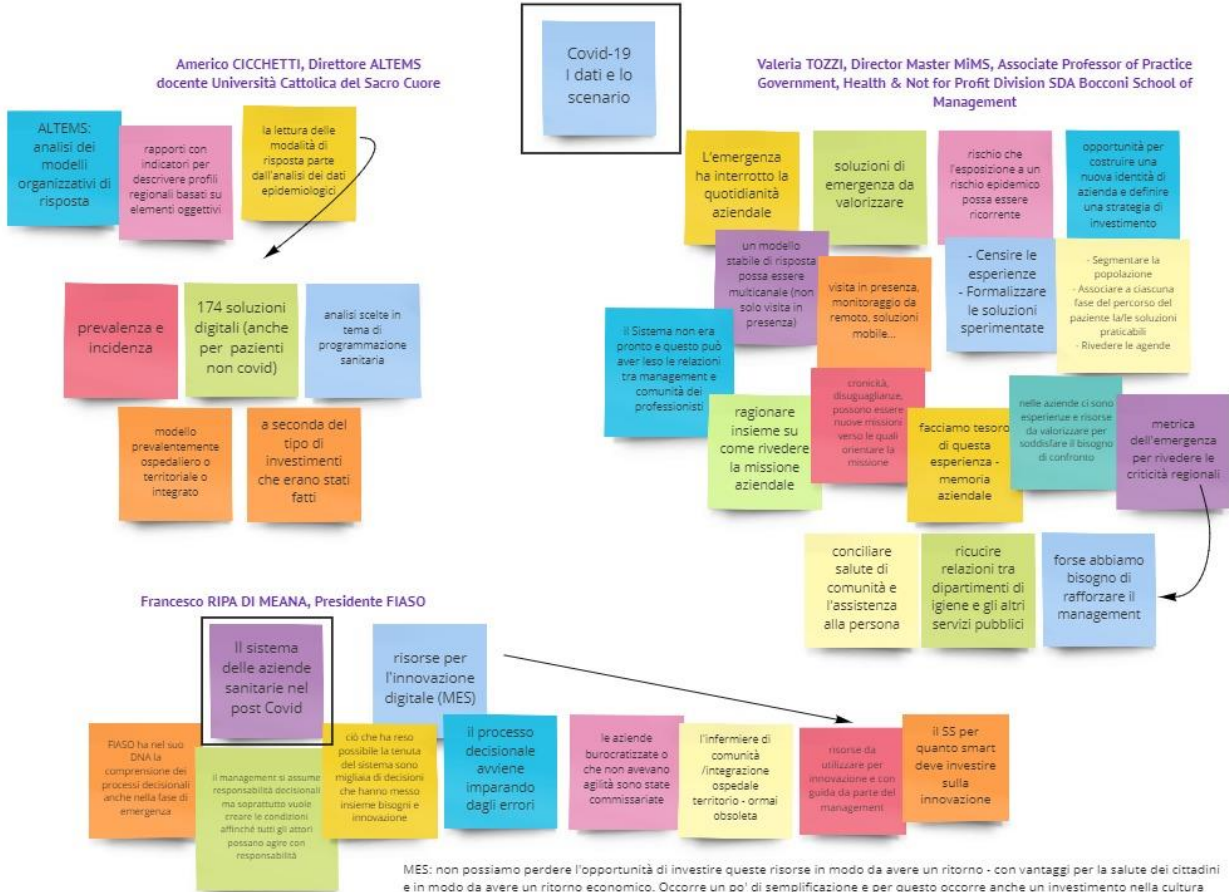 Covid-19
I dati e lo
scenario
Americo CICCHETTI, Direttore ALTEMS
docente Università Cattolica del Sacro Cuore
ALTEMS:
analisi dei
modelli
organizzativi di
risposta
rapporti con
indicatori per
descrivere profili
regionali basati su
elementi oggettivi
la lettura delle
modalità di
risposta parte
dall'analisi dei dati
epidemiologici
prevalenza e
incidenza
174 soluzioni
digitali (anche
per pazienti
non covid)
analisi scelte in
tema di
programmazione
sanitaria
modello
prevalentemente
ospedaliero o
territoriale o
integrato
a seconda del
tipo di
investimenti
che erano stati
fatti
Valeria TOZZI, Director Master MiMS, Associate Professor of Practice
Government, Health & Not for Profit Division SDA Bocconi School of
Management
L'emergenza
ha interrotto la
quotidianità
aziendale
soluzioni di
emergenza da
valorizzare
rischio che
l'esposizione a un
rischio epidemico
possa essere
ricorrente
opportunità per
costruire una
nuova identità di
azienda e definire
una strategia di
investimento
un modello
stabile di risposta
possa essere
multicanale (non
solo visita in
presenza)
visita in presenza,
monitoraggio da
remoto, soluzioni
mobile...
- Censire le
esperienze
- Formalizzare
le soluzioni
sperimentate
- Segmentare la
popolazione
- Associare a ciascuna
fase del percorso del
paziente la/le soluzioni
praticabili
- Rivedere le agende
il Sistema non era
pronto e questo può
aver leso le relazioni
tra management e
comunità dei
professionisti
ragionare
insieme su
come rivedere
la missione
aziendale
cronicità,
disuguaglianze,
possono essere
nuove missioni
verso le quali
orientare la
missione
facciamo tesoro
di questa
esperienza -
memoria
aziendale
nelle aziende ci sono
esperienze e risorse
da valorizzare per
soddisfare il bisogno
di confronto
metrica
dell'emergenza
per rivedere le
criticità regionali
conciliare
salute di
comunità e
l'assistenza
alla persona
ricucire
relazioni tra
dipartimenti di
igiene e gli altri
servizi pubblici
forse abbiamo
bisogno di
rafforzare il
management
Francesco RIPA DI MEANA, Presidente FIASO
Il sistema
delle aziende
sanitarie nel
post Covid
risorse per
l'innovazione
digitale (MES)
FIASO ha nel suo
DNA la
comprensione dei
processi decisionali
anche nella fase di
emergenza
il management si assume
responsabilità decisionali
ma soprattutto vuole
creare le condizioni
affinché tutti gli attori
possano agire con
responsabilità
ciò che ha reso
possibile la tenuta
del sistema sono
migliaia di decisioni
che hanno messo
insieme bisogni e
innovazione
il processo
decisionale
avviene
imparando
dagli errori
le aziende
burocratizzate o
che non avevano
agilità sono state
commissariate
l'infermiere di
comunità
/integrazione
ospedale
territorio - ormai
obsoleta
risorse da
utilizzare per
innovazione e con
guida da parte del
management
il SS per
quanto smart
deve investire
sulla
innovazione
MES: non possiamo perdere l'opportunità di investire queste risorse in modo da avere un ritorno - con vantaggi per la salute dei cittadini
e in modo da avere un ritorno economico. Occorre un po' di semplificazione e per questo occorre anche un investimento nella cultura